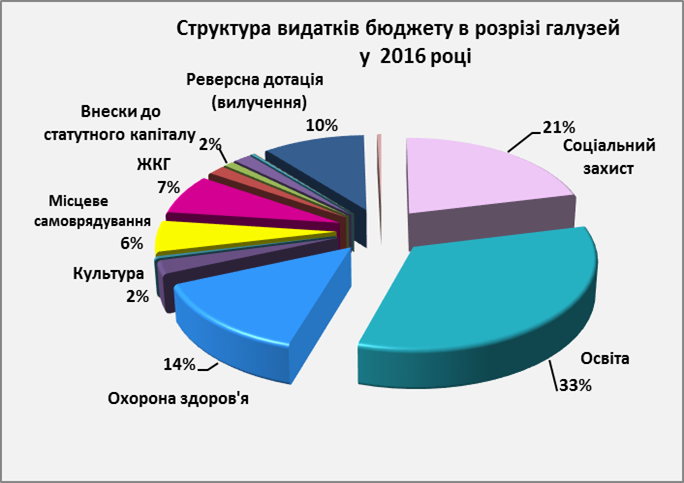 Структура видатків бюджету в розрізі галузей
у 2016 році
Реверсна дотація
(вилучення)
10%
Внески до
статутного капіталу
2%
ЖКГ
7%
Місцеве
самоврядування
6%
Культура
2%
14%
Охорона здоров'я
21%
Соціальний
захист
Освіта
33%